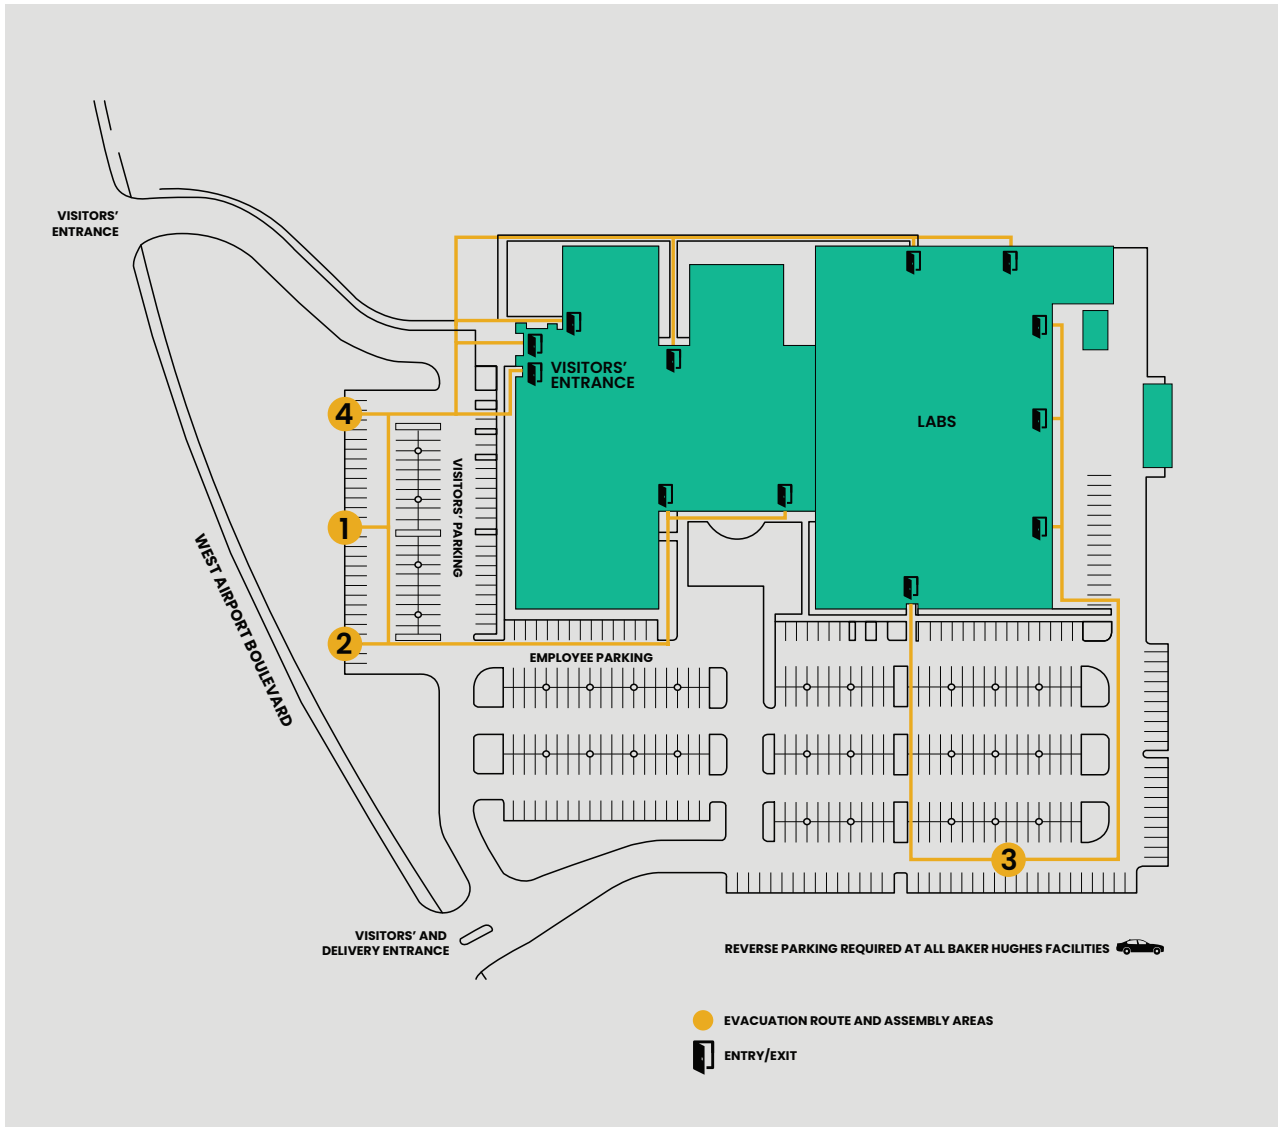 VISITORS’
ENTRANCE
VISITORS’
ENTRANCE
LABS
4
1
2
VISITORS’ PARKING
WEST AIRPORT BOULEVARD
EMPLOYEE PARKING
3
VISITORS’ AND
DELIVERY ENTRANCE
REVERSE PARKING REQUIRED AT ALL BAKER HUGHES FACILITIES
EVACUATION ROUTE AND ASSEMBLY AREAS
ENTRY/EXIT